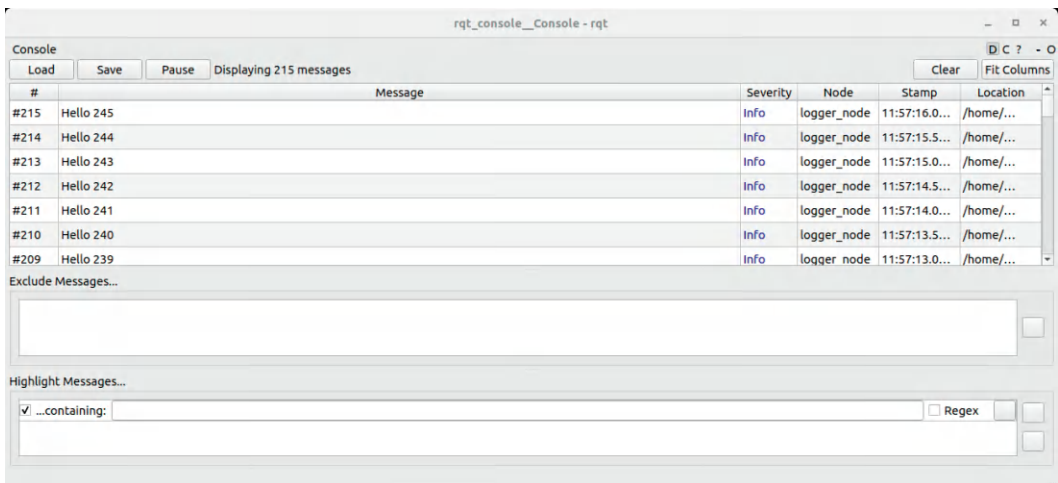 rqt_console__Console - rqt
Console D C ? - O
Load Save Pause Displaying 215 messages Clear Fit Columns
# Message Severity Node Stamp Location
#215 Hello 245 Info logger_node 11:57:16.0... /home/...
#214 Hello 244 Info logger_node 11:57:15.5... /home/...
#213 Hello 243 Info logger_node 11:57:15.0... /home/...
#212 Hello 242 Info logger_node 11:57:14.5... /home/...
#211 Hello 241 Info logger_node 11:57:14.0... /home/...
#210 Hello 240 Info logger_node 11:57:13.5... /home/...
#209 Hello 239 Info logger_node 11:57:13.0... /home/...
Exclude Messages...
Highlight Messages...
...containing: Regex